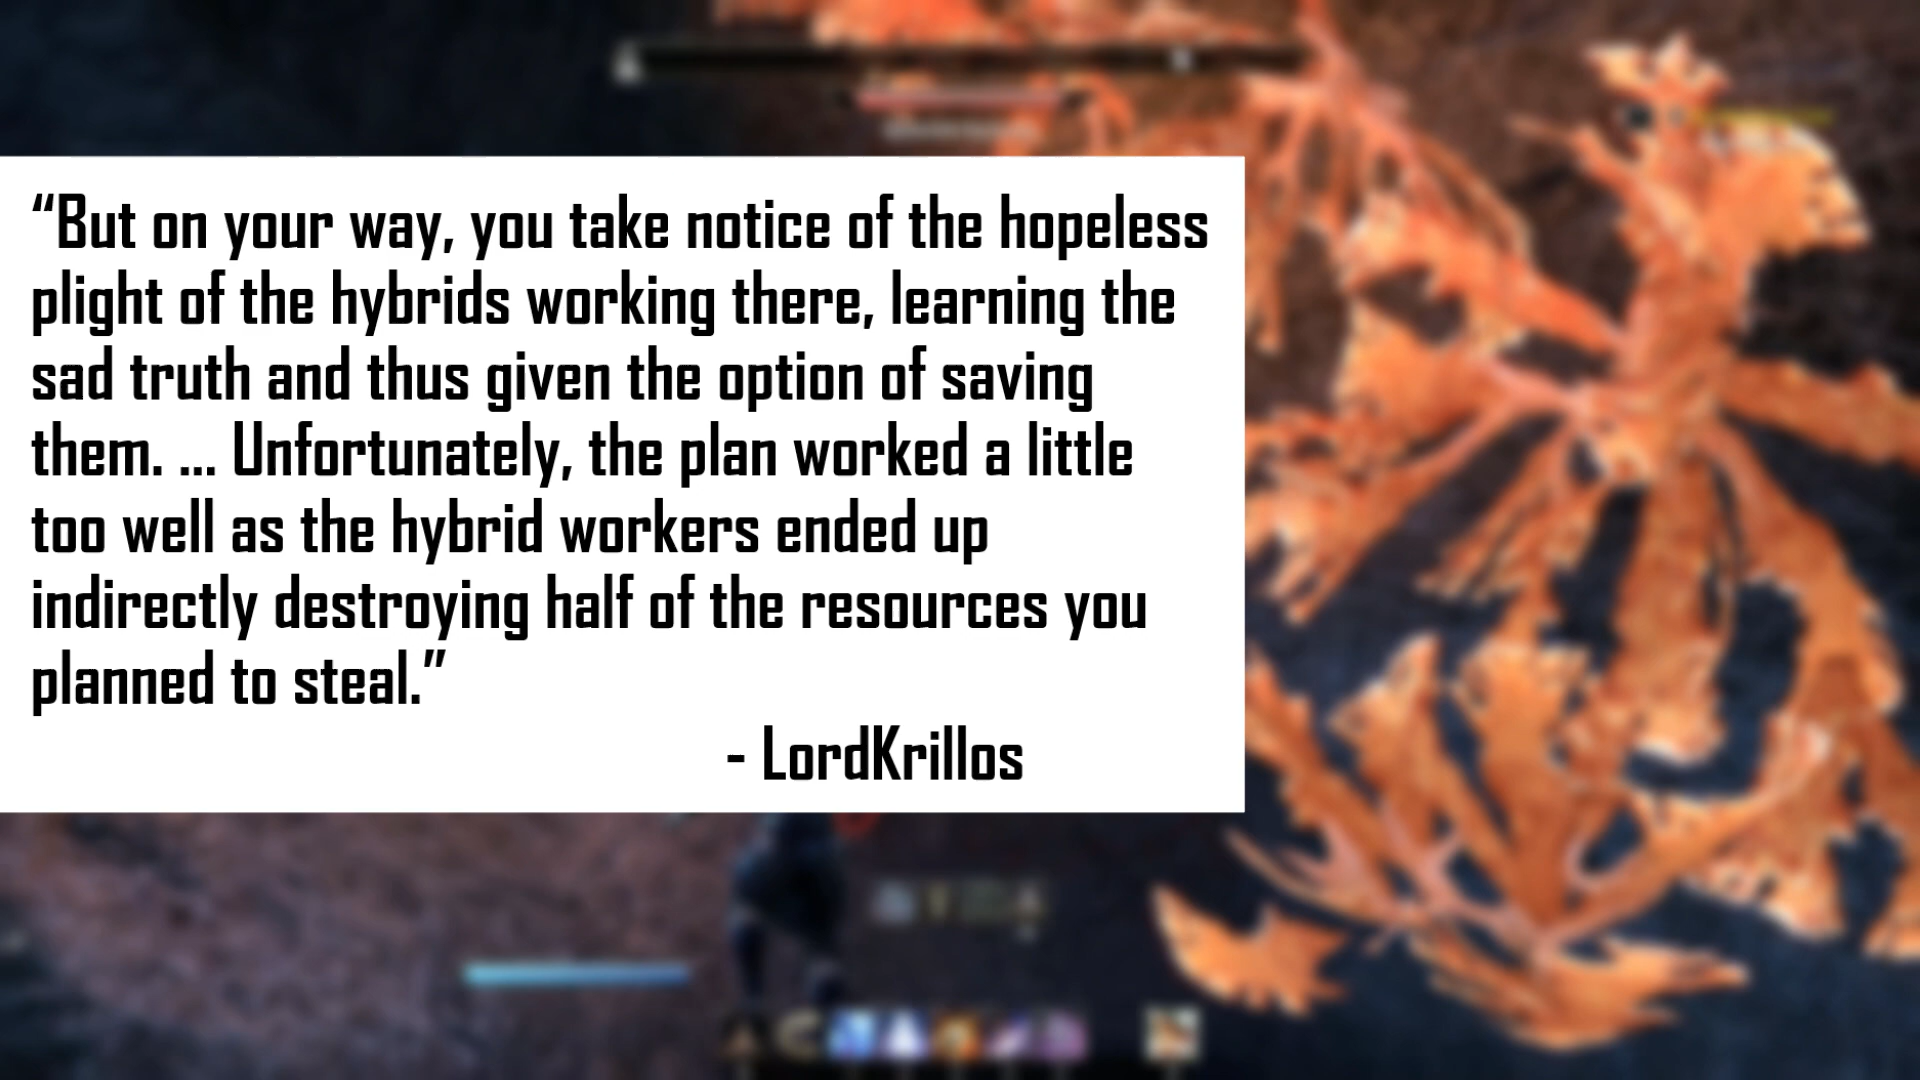 “But on your way, you take notice of the hopeless
plight of the hybrids working there, learning the
sad truth and thus given the option of saving
them. ... Unfortunately, the plan worked a little
too well as the hybrid workers ended up
indirectly destroying half of the resources you
planned to steal.”
- LordKrillos